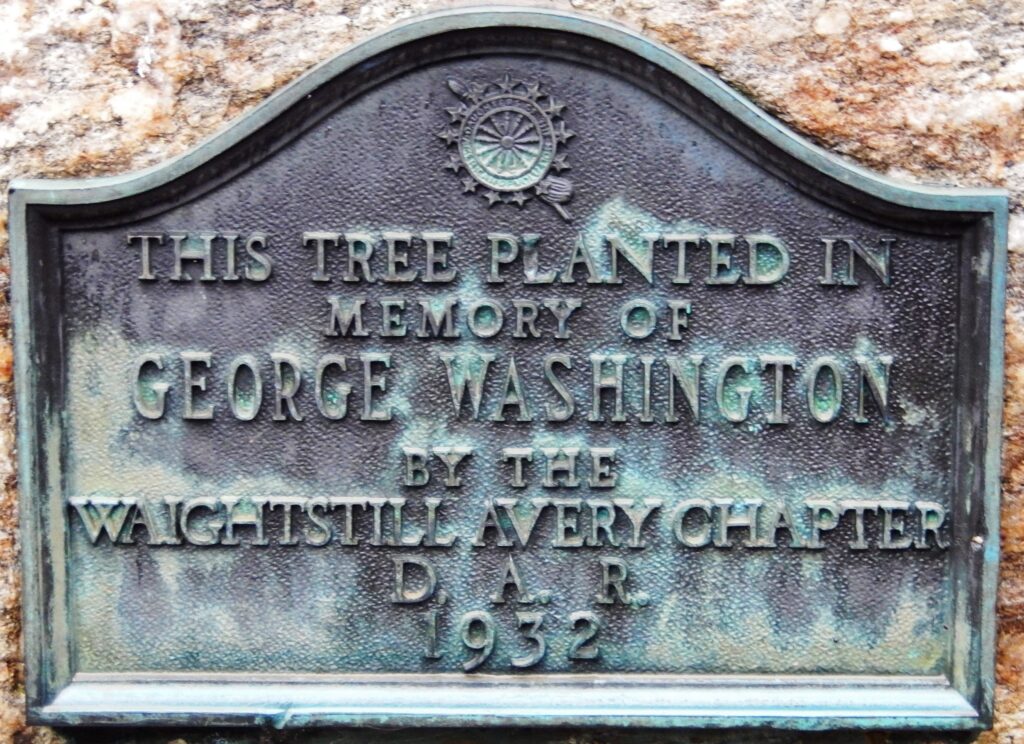 THIS TREE PLANTED IN
MEMORY OF
GEORGE WASHINGTON
BY THE
WAIGHTSTILL AVERY CHAPTER
D. A. R.
1932